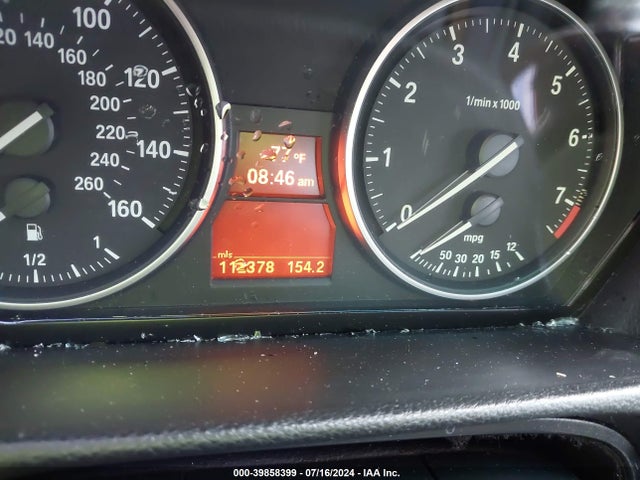 100
120 140
160
180 120
200
220 140
240
260 160
1/2 1
77 °F
08:46 am
mls
112378 154.2
1/min x 1000
0 1 2 3 4 5 6 7
mpg
50 30 20 15 12
000-39858399 - 07/16/2024 - IAA Inc.